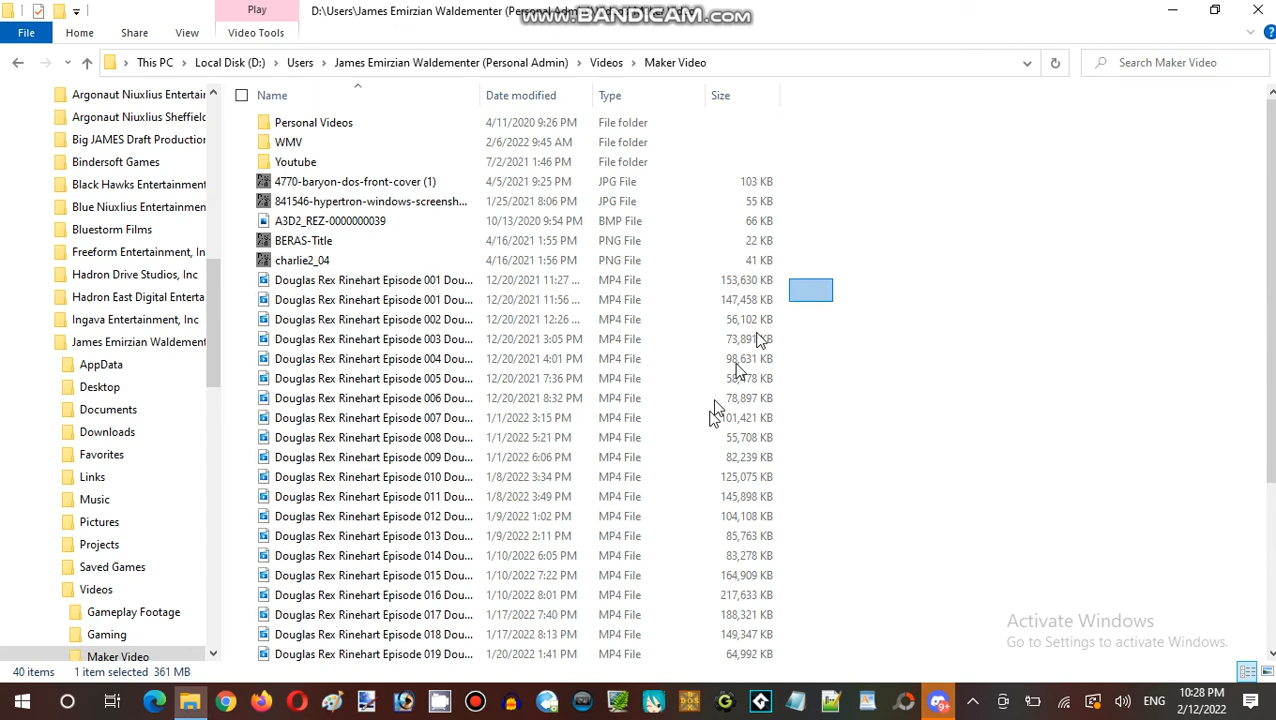 Play
D:\Users\James Emirzian Waldementer (Personal Adm
www.BANDICAM.com
File
Home
Share
View
Video Tools
This PC
Local Disk (D:)
Users
James Emirzian Waldementer (Personal Admin)
Videos
Maker Video
Search Maker Video
Argonaut Niuxlius Entertain
Argonaut Niuxlius Sheffield
Big JAMES Draft Production
Bindersoft Games
Black Hawks Entertainment
Blue Niuxlius Entertainmen
Bluestorm Films
Freeform Entertainment, In
Hadron Drive Studios, Inc
Hadron East Digital Enterta
Ingava Entertainment, Inc
James Emirzian Waldement
AppData
Desktop
Documents
Downloads
Favorites
Links
Music
Pictures
Projects
Saved Games
Videos
Gameplay Footage
Gaming
Maker Video
Name Date modified Type Size
Personal Videos 4/11/2020 9:26 PM File folder
WMV 2/6/2022 9:45 AM File folder
Youtube 7/2/2021 1:46 PM File folder
4770-baryon-dos-front-cover (1) 4/5/2021 9:25 PM JPG File 103 KB
841546-hypertron-windows-screensh... 1/25/2021 8:06 PM JPG File 55 KB
A3D2_REZ-0000000039 10/13/2020 9:54 PM BMP File 66 KB
BERAS-Title 4/16/2021 1:55 PM PNG File 22 KB
charlie2_04 4/16/2021 1:56 PM PNG File 41 KB
Douglas Rex Rinehart Episode 001 Dou... 12/20/2021 11:27 ... MP4 File 153,630 KB
Douglas Rex Rinehart Episode 001 Dou... 12/20/2021 11:56 ... MP4 File 147,458 KB
Douglas Rex Rinehart Episode 002 Dou... 12/20/2021 12:26 ... MP4 File 56,102 KB
Douglas Rex Rinehart Episode 003 Dou... 12/20/2021 3:05 PM MP4 File 73,891 KB
Douglas Rex Rinehart Episode 004 Dou... 12/20/2021 4:01 PM MP4 File 98,631 KB
Douglas Rex Rinehart Episode 005 Dou... 12/20/2021 7:36 PM MP4 File KB
Douglas Rex Rinehart Episode 006 Dou... 12/20/2021 8:32 PM MP4 File 78,897 KB
Douglas Rex Rinehart Episode 007 Dou... 1/1/2022 3:15 PM MP4 File 101,421 KB
Douglas Rex Rinehart Episode 008 Dou... 1/1/2022 5:21 PM MP4 File 55,708 KB
Douglas Rex Rinehart Episode 009 Dou... 1/1/2022 6:06 PM MP4 File 82,239 KB
Douglas Rex Rinehart Episode 010 Dou... 1/8/2022 3:34 PM MP4 File 125,075 KB
Douglas Rex Rinehart Episode 011 Dou... 1/8/2022 3:49 PM MP4 File 145,898 KB
Douglas Rex Rinehart Episode 012 Dou... 1/9/2022 1:02 PM MP4 File 104,108 KB
Douglas Rex Rinehart Episode 013 Dou... 1/9/2022 2:11 PM MP4 File 85,763 KB
Douglas Rex Rinehart Episode 014 Dou... 1/10/2022 6:05 PM MP4 File 83,278 KB
Douglas Rex Rinehart Episode 015 Dou... 1/10/2022 7:22 PM MP4 File 164,909 KB
Douglas Rex Rinehart Episode 016 Dou... 1/10/2022 8:01 PM MP4 File 217,633 KB
Douglas Rex Rinehart Episode 017 Dou... 1/17/2022 7:40 PM MP4 File 188,321 KB
Douglas Rex Rinehart Episode 018 Dou... 1/17/2022 8:13 PM MP4 File 149,347 KB
Douglas Rex Rinehart Episode 019 Dou... 1/20/2022 1:41 PM MP4 File 64,992 KB
Activate Windows
Go to Settings to activate Windows.
40 items 1 item selected 361 MB
9+
ENG
10:28 PM
2/12/2022